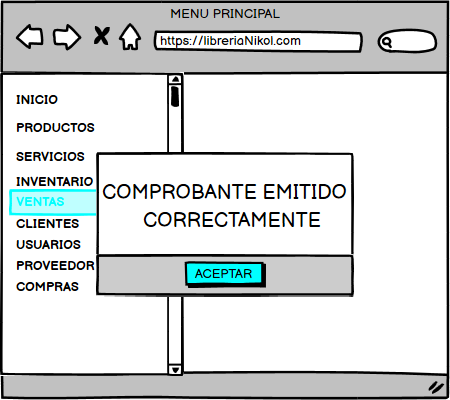 MENU PRINCIPAL
https://libreriaNikol.com
INICIO
PRODUCTOS
SERVICIOS
INVENTARIO
VENTAS
CLIENTES
USUARIOS
PROVEEDOR
COMPRAS
COMPROBANTE EMITIDO
CORRECTAMENTE
ACEPTAR